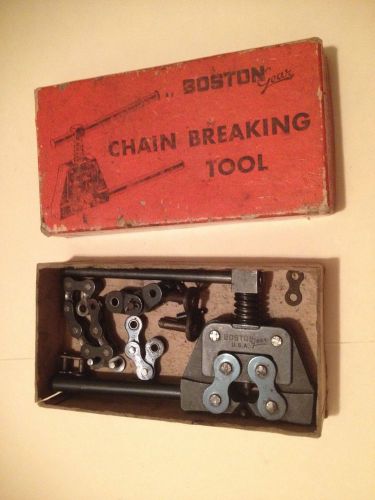 BOSTON Gear
CHAIN BREAKING
TOOL
BOSTON Gear
U.S.A.